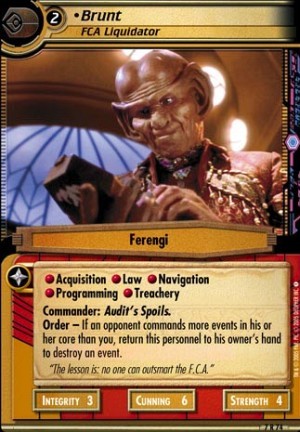 2
•Brunt
FCA Liquidator
Ferengi
•Acquisition •Law •Navigation
•Programming •Treachery
Commander: Audit's Spoils.
Order – If an opponent commands more events in his or
her core than you, return this personnel to his owner's hand
to destroy an event.
"The lesson is: no one can outsmart the F.C.A."
INTEGRITY 3 CUNNING 6 STRENGTH 4